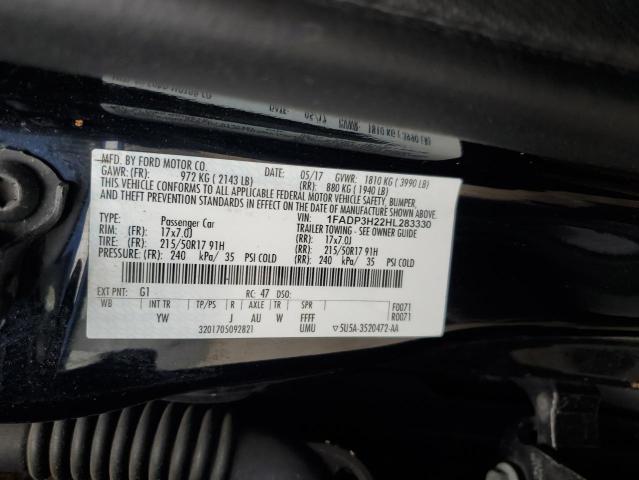 MFD. BY FORD MOTOR CO.
DATE: 05/17 GVWR: 1810 KG ( 3990 LB)
GAWR: (FR): 972 KG ( 2143 LB) (RR): 880 KG ( 1940 LB)
THIS VEHICLE CONFORMS TO ALL APPLICABLE FEDERAL MOTOR VEHICLE SAFETY, BUMPER,
AND THEFT PREVENTION STANDARDS IN EFFECT ON THE DATE OF MANUFACTURE SHOWN ABOVE.
VIN: 1FADP3H22HL283330
TYPE: Passenger Car TRAILER TOWING - SEE OWNER GUIDE
RIM: (FR): 17x7.0J (RR): 17x7.0J
TIRE: (FR): 215/50R17 91H (RR): 215/50R17 91H
PRESSURE: (FR): 240 kPa/ 35 PSI COLD (RR): 240 kPa/ 35 PSI COLD
EXT PNT: G1 RC: 47 DSO: F0071
WB INT TR TP/PS R AXLE TR SPR R0071
YW J AU W FFFF
3201705092821 UMU ▽5U5A-3520472-AA